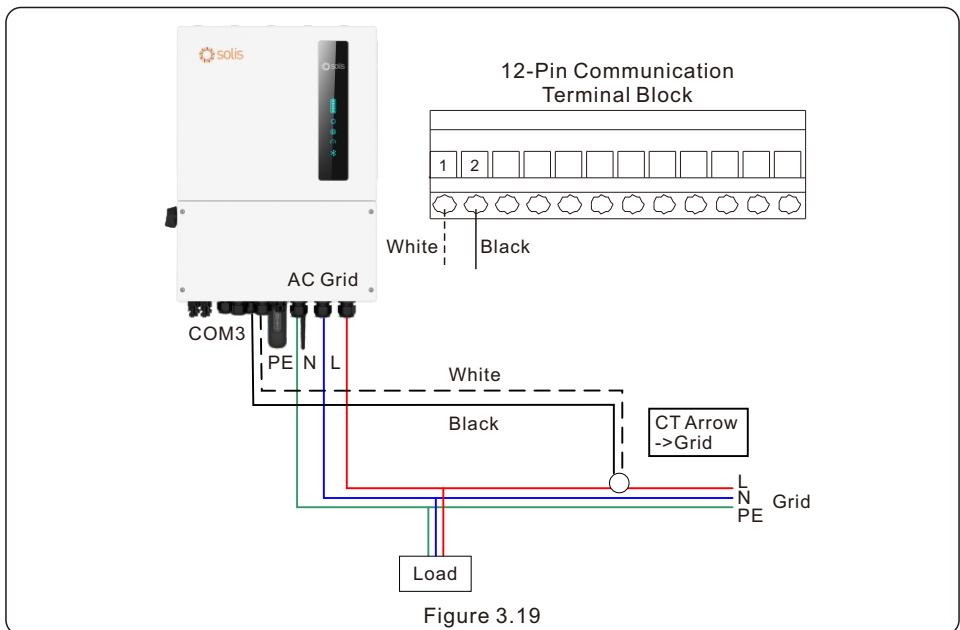 solis
solis
12-Pin Communication
Terminal Block
1 2
White
Black
AC Grid
COM3
PE N L
White
Black
CT Arrow
->Grid
L
N
PE
Grid
Load
Figure 3.19